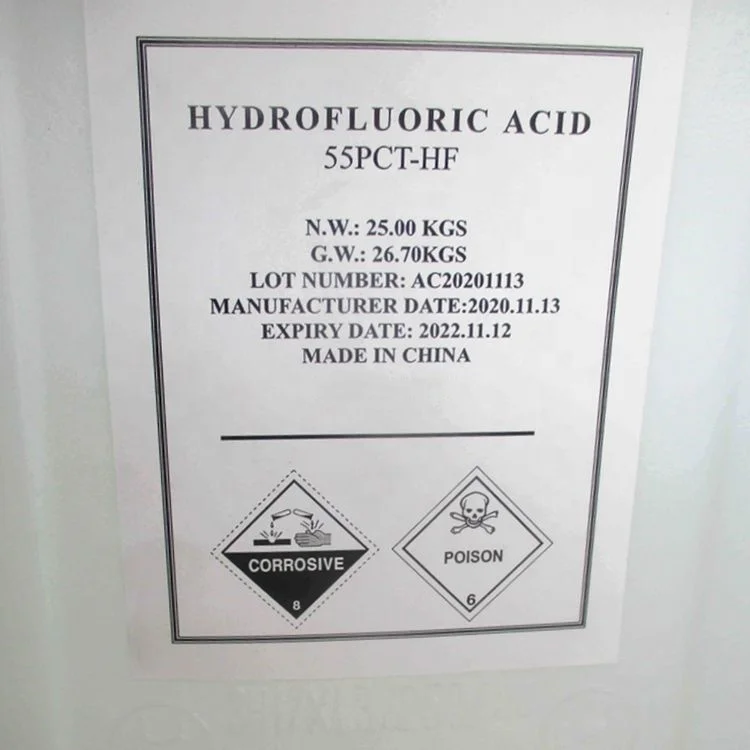 HYDROFLUORIC ACID
55PCT-HF
N.W.: 25.00 KGS
G.W.: 26.70KGS
LOT NUMBER: AC20201113
MANUFACTURER DATE:2020.11.13
EXPIRY DATE: 2022.11.12
MADE IN CHINA
CORROSIVE
8
POISON
6